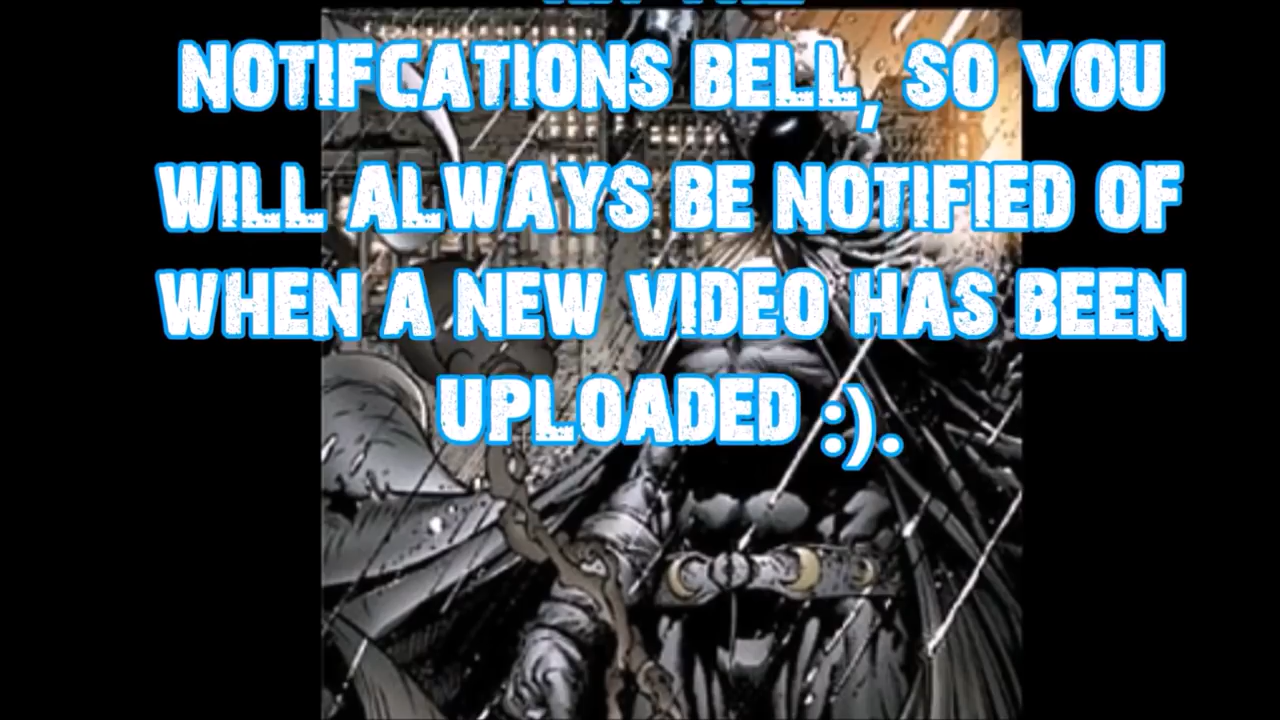 NOTIFCATIONS BELL, SO YOU
WILL ALWAYS BE NOTIFIED OF
WHEN A NEW VIDEO HAS BEEN
UPLOADED :).